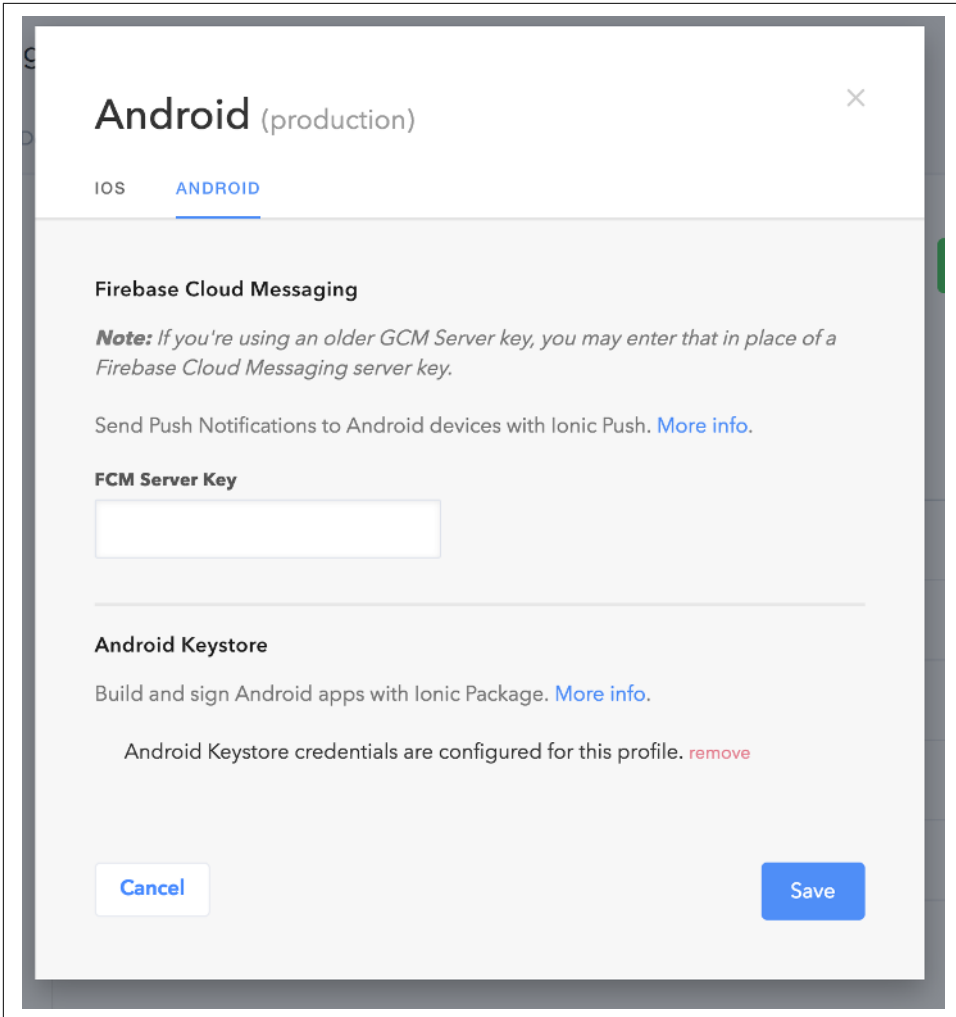 Android (production)
IOS ANDROID
Firebase Cloud Messaging
Note: If you're using an older GCM Server key, you may enter that in place of a
Firebase Cloud Messaging server key.
Send Push Notifications to Android devices with Ionic Push. More info.
FCM Server Key
Android Keystore
Build and sign Android apps with Ionic Package. More info.
Android Keystore credentials are configured for this profile. remove
Cancel Save